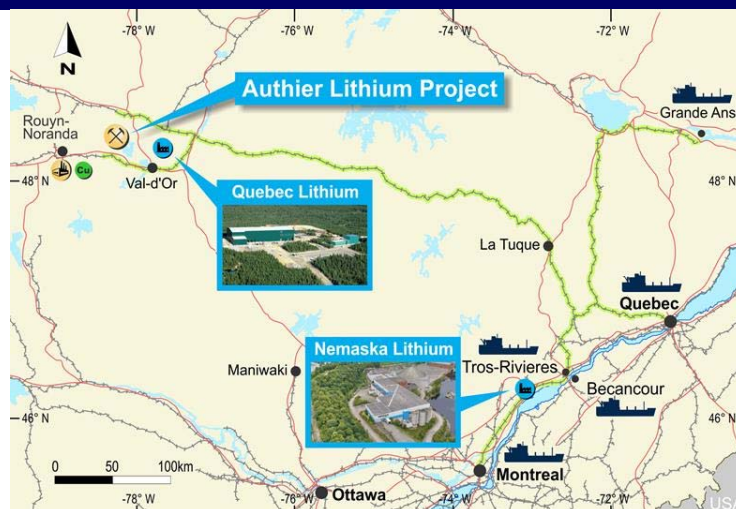 -78° W
-76° W
-74° W
-72° W
N
Authier Lithium Project
Grande Ans
Rouyn-
Noranda
Cu
Val-d'Or
48° N
48° N
Quebec Lithium
La Tuque
Quebec
Nemaska Lithium
Tros-Rivieres
Maniwaki
Becancour
46° N
46° N
0 50 100km
Montreal
Ottawa
-78° W
-76° W
-74° W
-72° W
USA